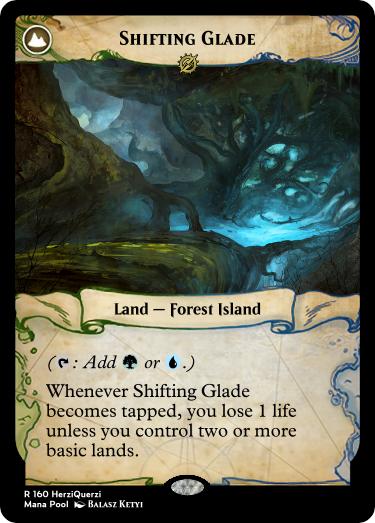 Shifting Glade
Land — Forest Island
(: Add or .)
Whenever Shifting Glade
becomes tapped, you lose 1 life
unless you control two or more
basic lands.
R 160 HerziQuerzi
Mana Pool Balasz Ketyi